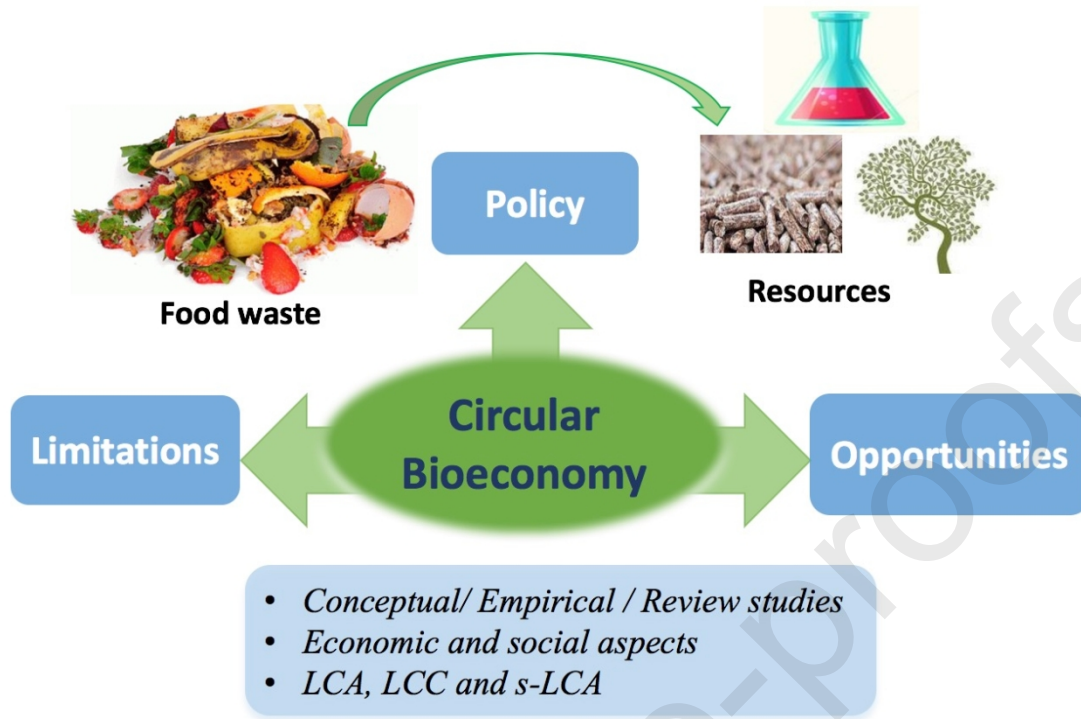 Policy
Food waste
Resources
Circular
Bioeconomy
Limitations
Opportunities
• Conceptual/ Empirical / Review studies
• Economic and social aspects
• LCA, LCC and s-LCA
-proofs